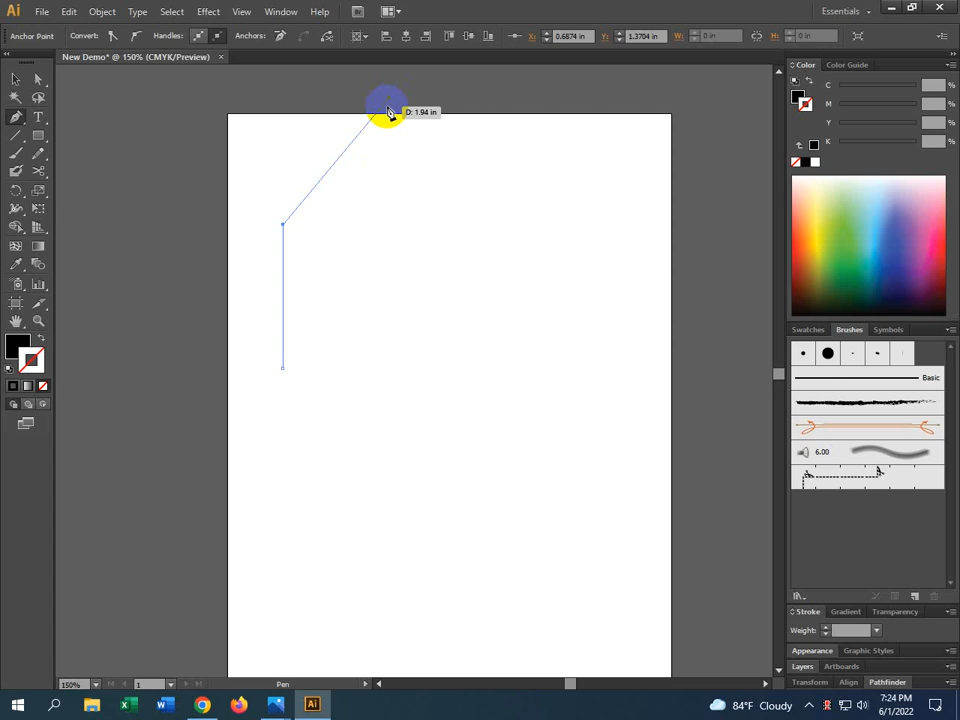 Ai File Edit Object Type Select Effect View Window Help Br Essentials
Anchor Point Convert: Handles: Anchors: X: 0.6874 in Y: 1.3704 in W: 0 in H: 0 in
New Demo* @ 150% (CMYK/Preview) ×
Color Color Guide
C %
M %
Y %
K %
D: 1.94 in
T
Swatches Brushes Symbols
Basic
6.00
Stroke Gradient Transparency
Weight:
Appearance Graphic Styles
Layers Artboards
Transform Align Pathfinder
150% 1 Pen
84°F Cloudy
7:24 PM
6/1/2022